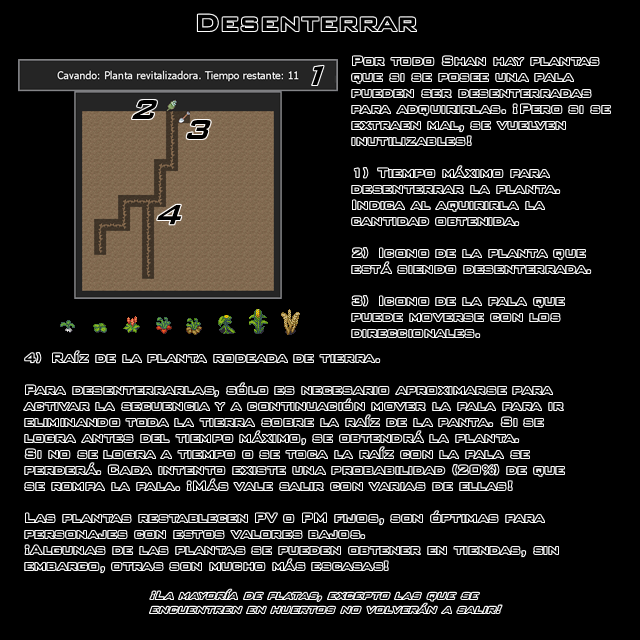 Desenterrar
Cavando: Planta revitalizadora. Tiempo restante: 11
1
2
3
4
Por todo Shan hay plantas
que si se posee una pala
pueden ser desenterradas
para adquirirlas. ¡Pero si se
extraen mal, se vuelven
inutilizables!
1) Tiempo máximo para
desenterrar la planta.
Indica al aquirirla la
cantidad obtenida.
2) Icono de la planta que
está siendo desenterrada.
3) Icono de la pala que
puede moverse con los
direccionales.
4) Raíz de la planta rodeada de tierra.
Para desenterrarlas, sólo es necesario aproximarse para
activar la secuencia y a continuación mover la pala para ir
eliminando toda la tierra sobre la raíz de la panta. Si se
logra antes del tiempo máximo, se obtendrá la planta.
Si no se logra a tiempo o se toca la raíz con la pala se
perderá. Cada intento existe una probabilidad (20%) de que
se rompa la pala. ¡Más vale salir con varias de ellas!
Las plantas restablecen PV o PM fijos, son óptimas para
personajes con estos valores bajos.
¡Algunas de las plantas se pueden obtener en tiendas, sin
embargo, otras son mucho más escasas!
¡La mayoría de platas, excepto las que se
encuentren en huertos no volverán a salir!